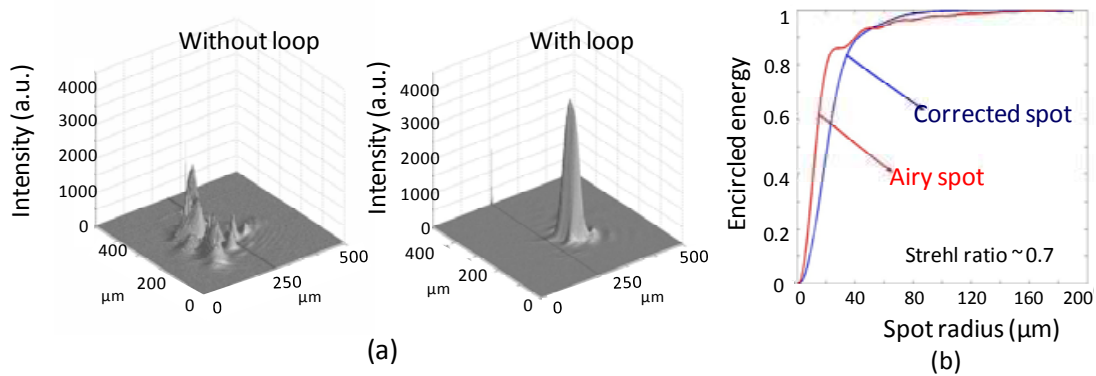 Without loop
Intensity (a.u.)
4000
3000
2000
1000
0
400
200
0
µm
0
250
500
µm
With loop
Intensity (a.u.)
4000
3000
2000
1000
0
400
200
0
µm
0
250
500
µm
(a)
Encircled energy
1
0.8
0.6
0.4
0.2
0
Corrected spot
Airy spot
Strehl ratio ~0.7
0
40
80
120
160
200
Spot radius (µm)
(b)